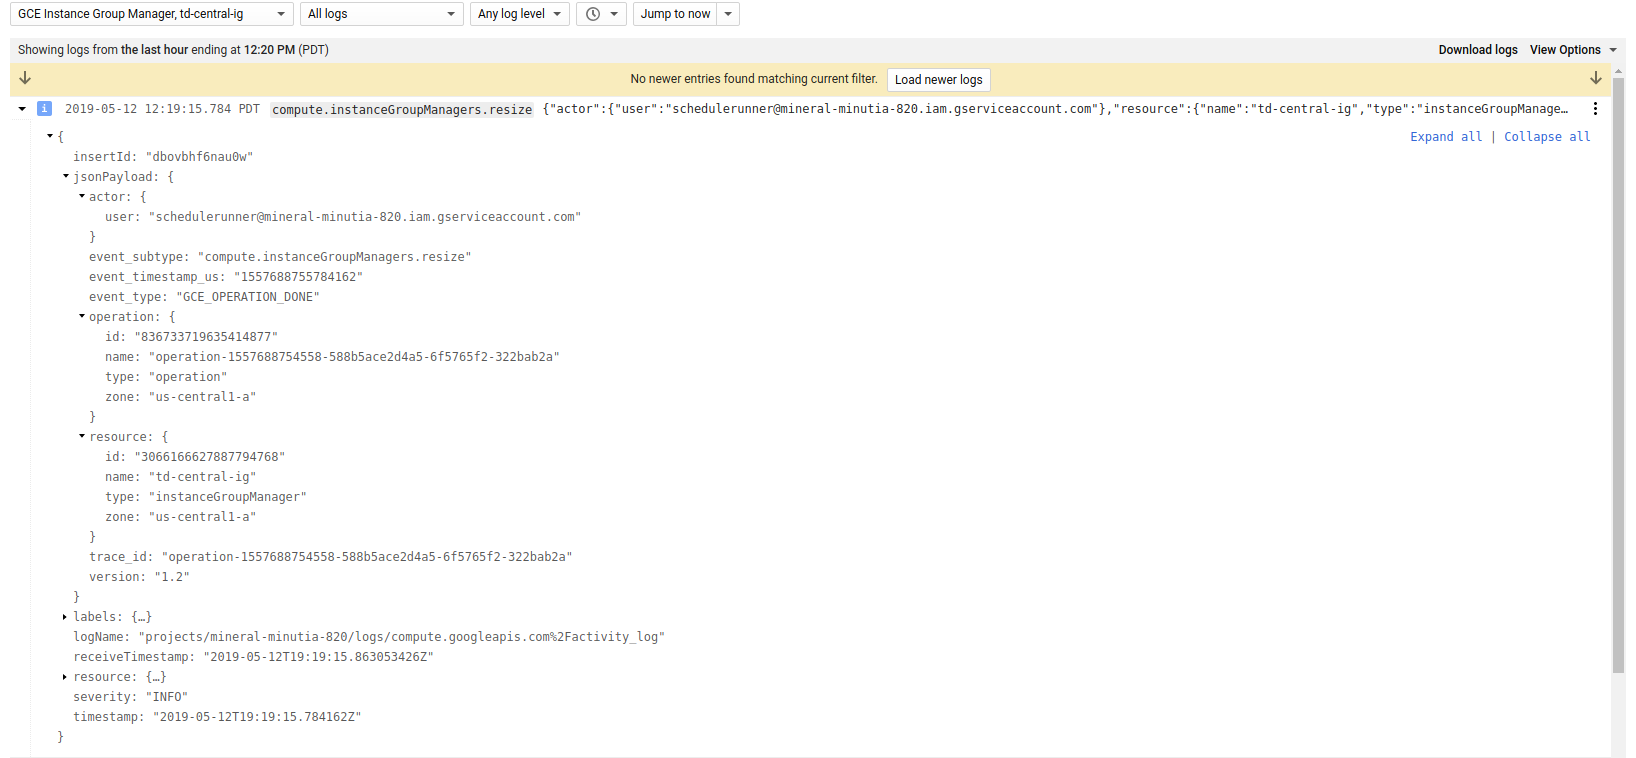 GCE Instance Group Manager, td-central-ig All logs Any log level Jump to now
Showing logs from the last hour ending at 12:20 PM (PDT) Download logs View Options
No newer entries found matching current filter. Load newer logs
i 2019-05-12 12:19:15.784 PDT compute.instanceGroupManagers.resize {"actor":{"user":"schedulerunner@mineral-minutia-820.iam.gserviceaccount.com"},"resource":{"name":"td-central-ig","type":"instanceGroupManage…
{ Expand all | Collapse all
insertId: "dbovbhf6nau0w"
jsonPayload: {
actor: {
user: "schedulerunner@mineral-minutia-820.iam.gserviceaccount.com"
}
event_subtype: "compute.instanceGroupManagers.resize"
event_timestamp_us: "1557688755784162"
event_type: "GCE_OPERATION_DONE"
operation: {
id: "836733719635414877"
name: "operation-1557688754558-588b5ace2d4a5-6f5765f2-322bab2a"
type: "operation"
zone: "us-central1-a"
}
resource: {
id: "3066166627887794768"
name: "td-central-ig"
type: "instanceGroupManager"
zone: "us-central1-a"
}
trace_id: "operation-1557688754558-588b5ace2d4a5-6f5765f2-322bab2a"
version: "1.2"
}
labels: {…}
logName: "projects/mineral-minutia-820/logs/compute.googleapis.com%2Factivity_log"
receiveTimestamp: "2019-05-12T19:19:15.863053426Z"
resource: {…}
severity: "INFO"
timestamp: "2019-05-12T19:19:15.784162Z"
}